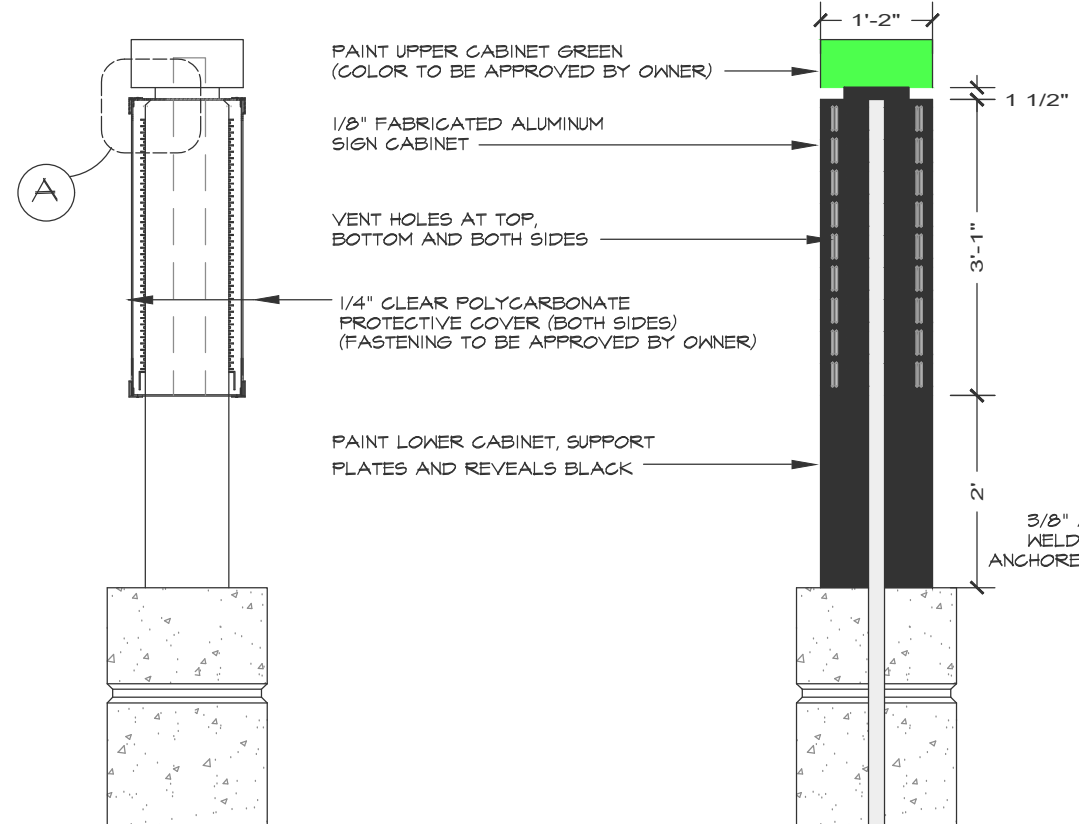 1'-2"
PAINT UPPER CABINET GREEN
(COLOR TO BE APPROVED BY OWNER)
1 1/2"
1/8" FABRICATED ALUMINUM
SIGN CABINET
A
VENT HOLES AT TOP,
BOTTOM AND BOTH SIDES
3'-1"
1/4" CLEAR POLYCARBONATE
PROTECTIVE COVER (BOTH SIDES)
(FASTENING TO BE APPROVED BY OWNER)
PAINT LOWER CABINET, SUPPORT
PLATES AND REVEALS BLACK
2'
3/8"
WELD
ANCHORE